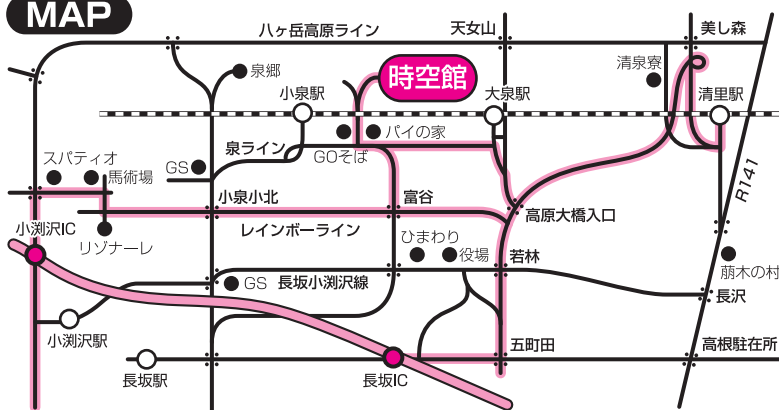 MAP
八ヶ岳高原ライン
天女山
美し森
泉郷
時空館
清泉寮
小泉駅
大泉駅
清里駅
パイの家
GOそば
泉ライン
スパティオ
馬術場
GS
小泉小北
富谷
高原大橋入口
R141
小渕沢IC
レインボーライン
リゾナーレ
ひまわり
役場
若林
萠木の村
GS
長坂小渕沢線
長沢
小渕沢駅
五町田
高根駐在所
長坂駅
長坂IC